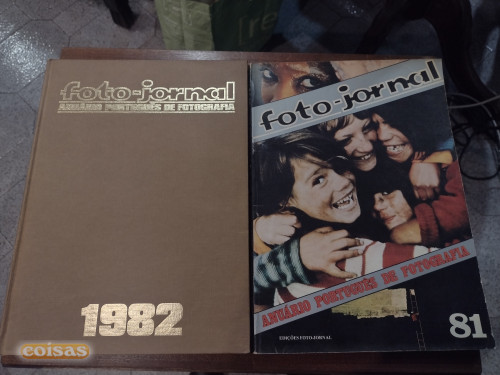 foto-jornal
ANUÁRIO PORTUGUÊS DE FOTOGRAFIA
1982
coisas
foto-jornal
ANUÁRIO PORTUGUÊS DE FOTOGRAFIA
EDIÇÕES FOTO-JORNAL
81